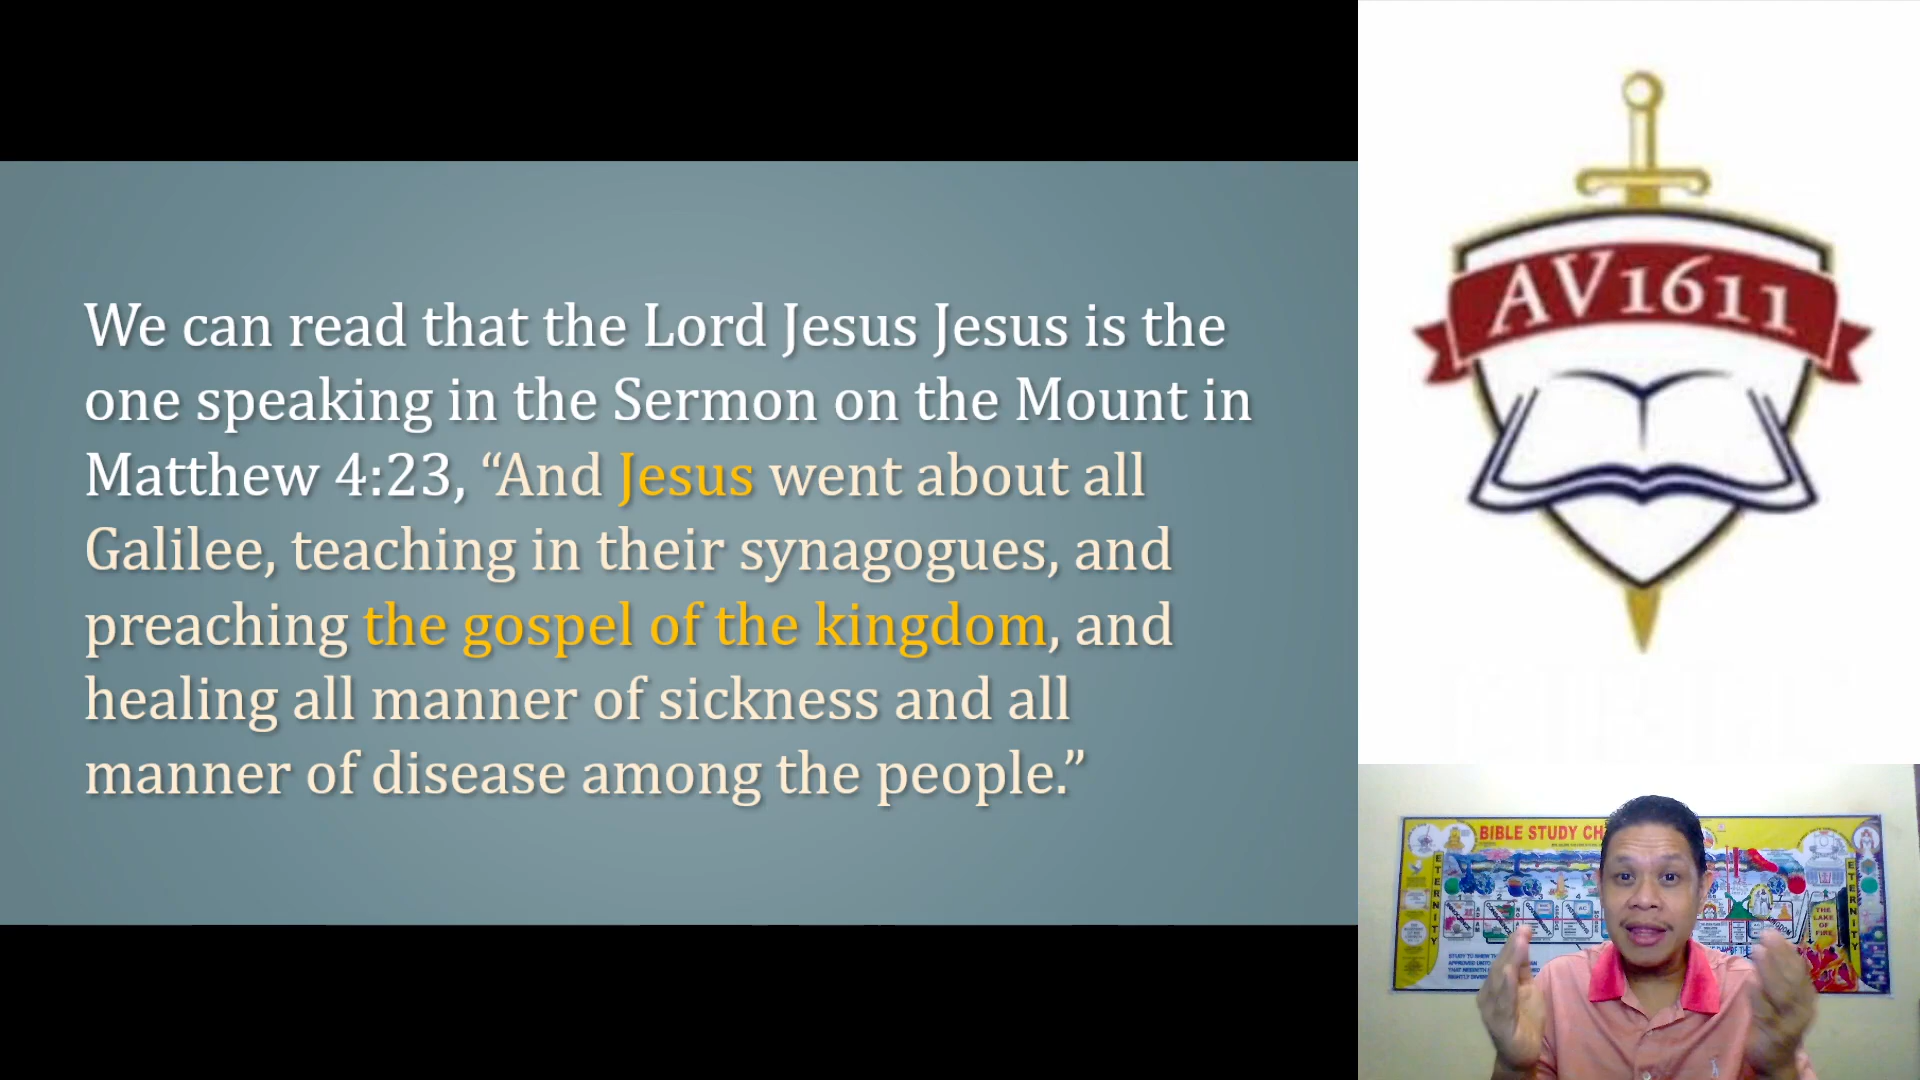 We can read that the Lord Jesus Jesus is the
one speaking in the Sermon on the Mount in
Matthew 4:23, “And Jesus went about all
Galilee, teaching in their synagogues, and
preaching the gospel of the kingdom, and
healing all manner of sickness and all
manner of disease among the people.”
AV1611
BIBLE STUDY CH
ETERNITY
ETERNITY
THE
LAKE
OF
FIRE